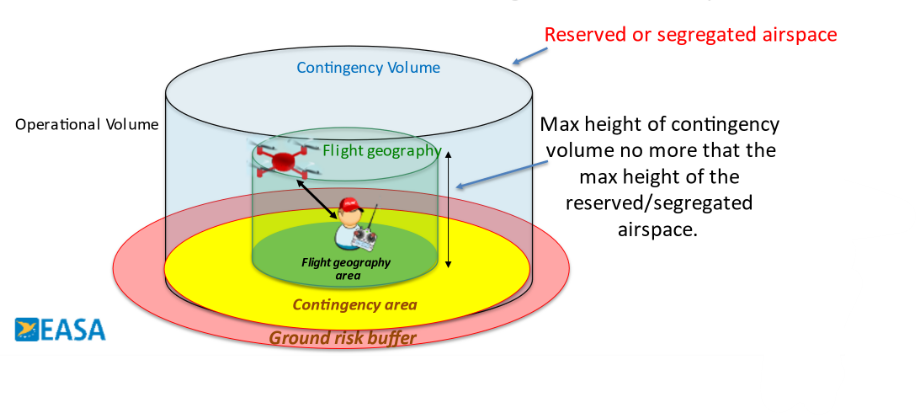 Reserved or segregated airspace
Contingency Volume
Operational Volume
Max height of contingency
volume no more that the
max height of the
reserved/segregated
airspace.
Flight geography
Flight geography
area
Contingency area
Ground risk buffer
EASA